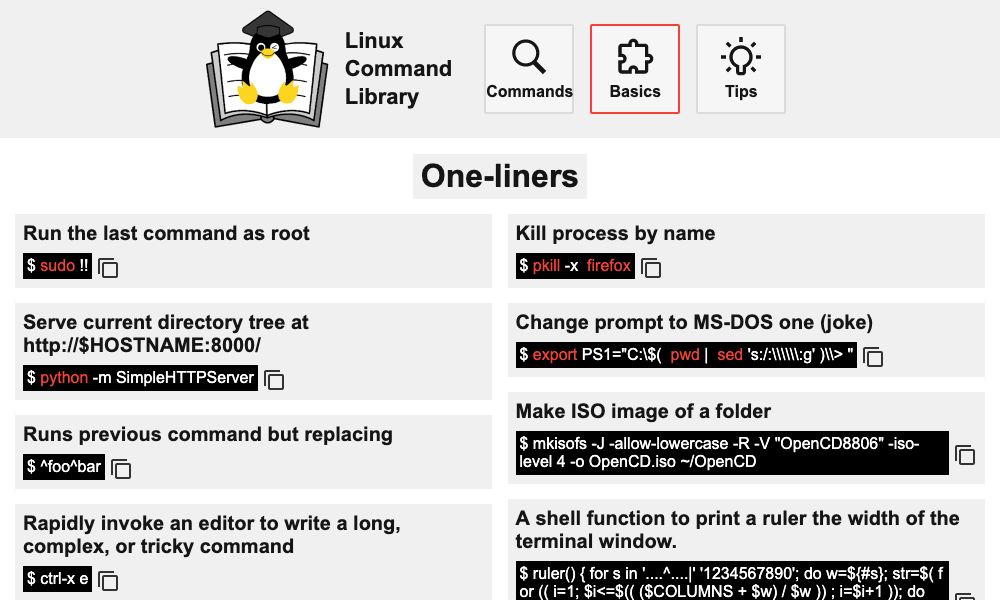 Linux
Command
Library
Commands
Basics
Tips
One-liners
Run the last command as root
$ sudo !!
Serve current directory tree at
http://$HOSTNAME:8000/
$ python -m SimpleHTTPServer
Runs previous command but replacing
$ ^foo^bar
Rapidly invoke an editor to write a long,
complex, or tricky command
$ ctrl-x e
Kill process by name
$ pkill -x firefox
Change prompt to MS-DOS one (joke)
$ export PS1="C:\$( pwd | sed 's:/:\\\\\\:g' )\\> "
Make ISO image of a folder
$ mkisofs -J -allow-lowercase -R -V "OpenCD8806" -iso-
level 4 -o OpenCD.iso ~/OpenCD
A shell function to print a ruler the width of the
terminal window.
$ ruler() { for s in '....^....|' '1234567890'; do w=${#s}; str=$( f
or (( i=1; $i<=$(( ($COLUMNS + $w) / $w )) ; i=$i+1 )); do